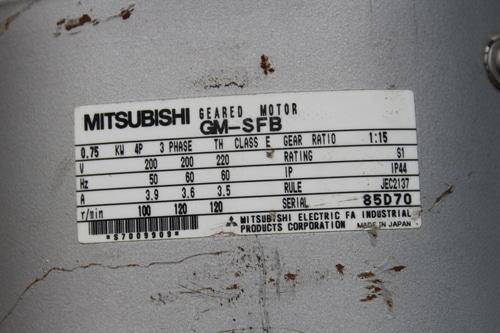 MITSUBISHI GEARED MOTOR
GM-SFB
0.75 KW 4P 3 PHASE TH CLASS E GEAR RATIO 1:15
V 200 200 220 RATING S1
Hz 50 60 60 IP IP44
A 3.9 3.6 3.5 RULE JEC2137
r/min 100 120 120 SERIAL 85D70
*S7009909*
MITSUBISHI ELECTRIC FA INDUSTRIAL
PRODUCTS CORPORATION MADE IN JAPAN